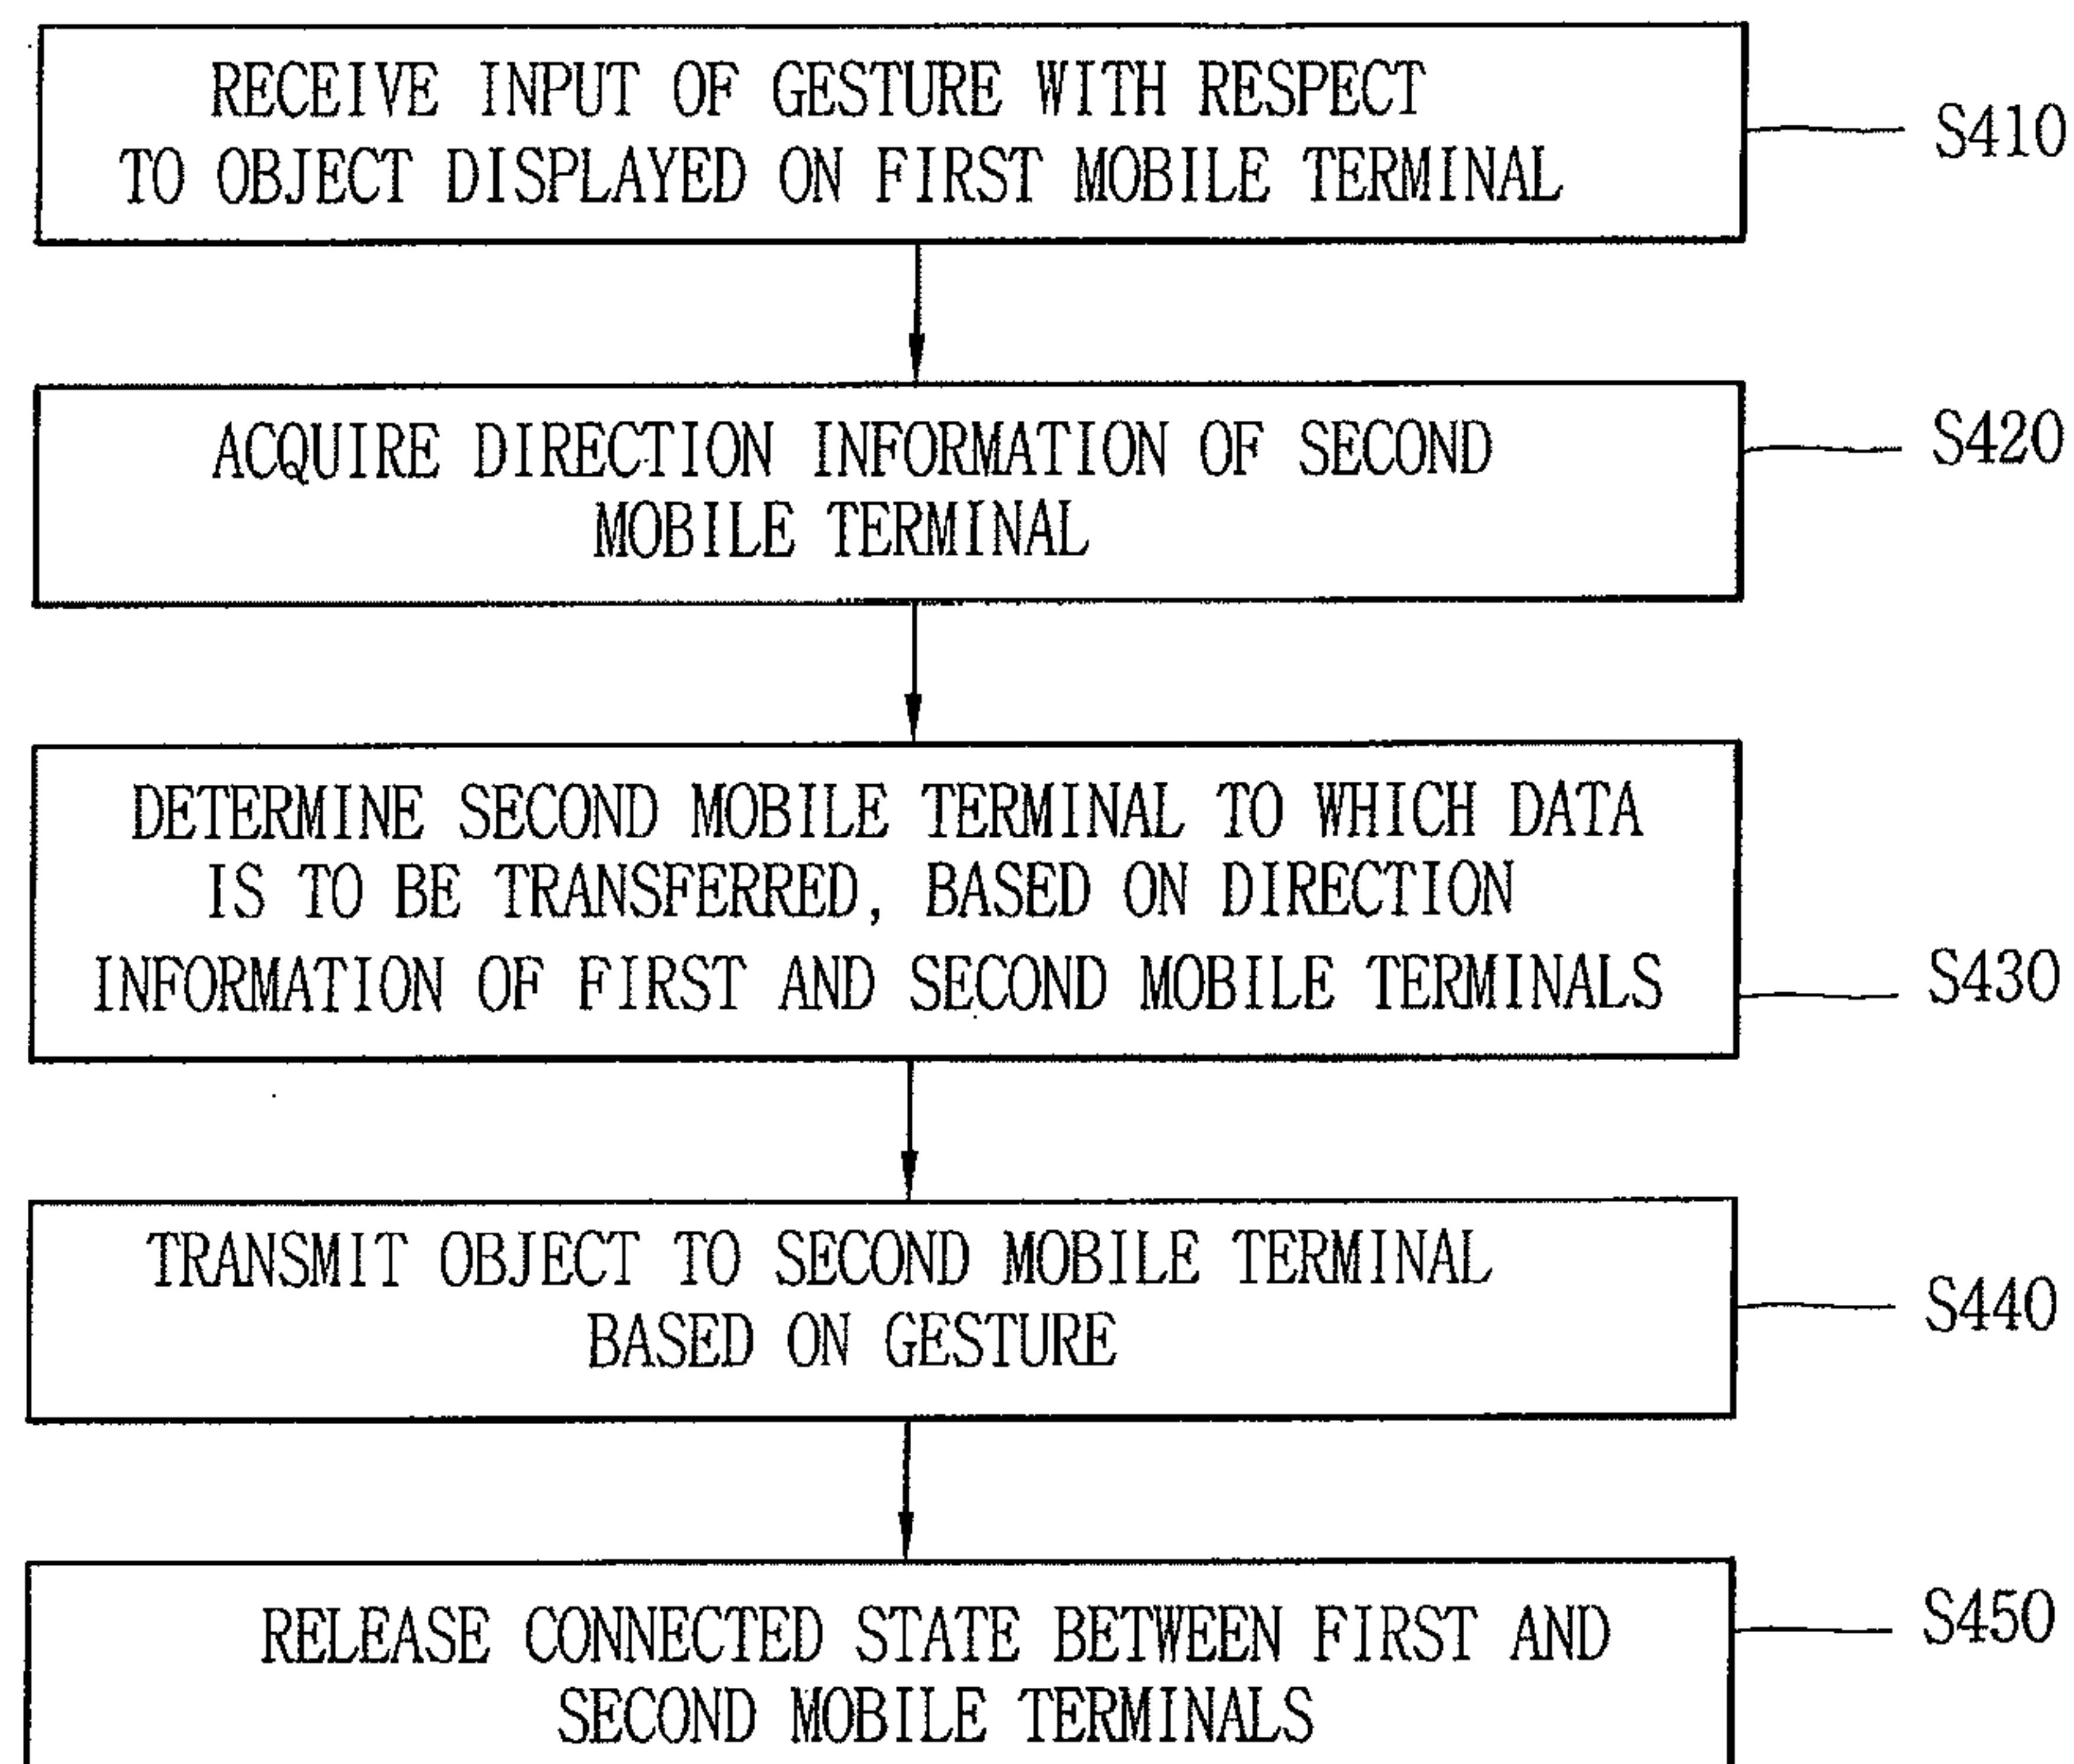 RECEIVE INPUT OF GESTURE WITH RESPECT
TO OBJECT DISPLAYED ON FIRST MOBILE TERMINAL
S410
ACQUIRE DIRECTION INFORMATION OF SECOND
MOBILE TERMINAL
S420
DETERMINE SECOND MOBILE TERMINAL TO WHICH DATA
IS TO BE TRANSFERRED, BASED ON DIRECTION
INFORMATION OF FIRST AND SECOND MOBILE TERMINALS
S430
TRANSMIT OBJECT TO SECOND MOBILE TERMINAL
BASED ON GESTURE
S440
RELEASE CONNECTED STATE BETWEEN FIRST AND
SECOND MOBILE TERMINALS
S450